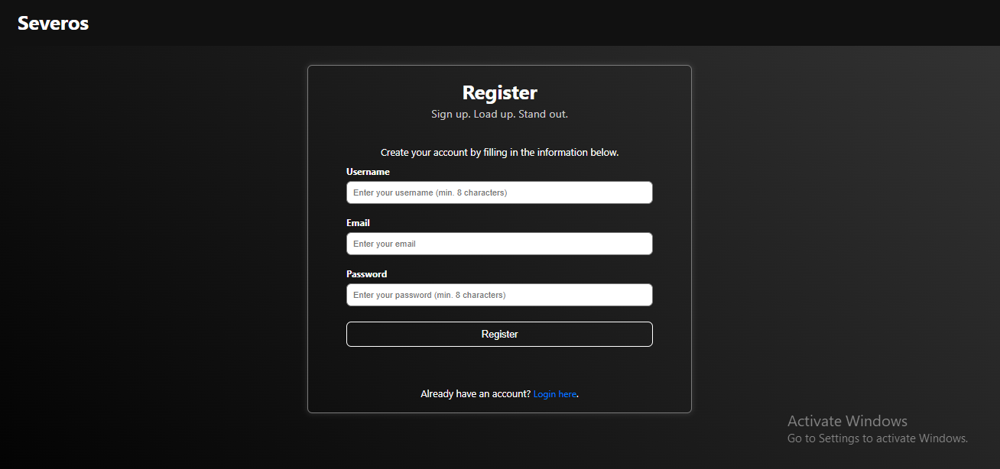 Severos
Register
Sign up. Load up. Stand out.
Create your account by filling in the information below.
Username
Enter your username (min. 8 characters)
Email
Enter your email
Password
Enter your password (min. 8 characters)
Register
Already have an account? Login here.
Activate Windows
Go to Settings to activate Windows.